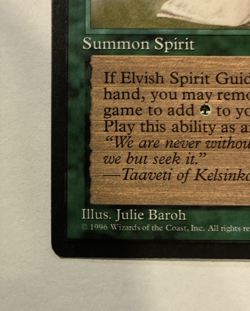 Summon Spirit
If Elvish Spirit Guid
hand, you may remo
game to add to yo
Play this ability as a
"We are never withou
we but seek it."
—Taaveti of Kelsinko
Illus. Julie Baroh
© 1996 Wizards of the Coast, Inc. All rights re